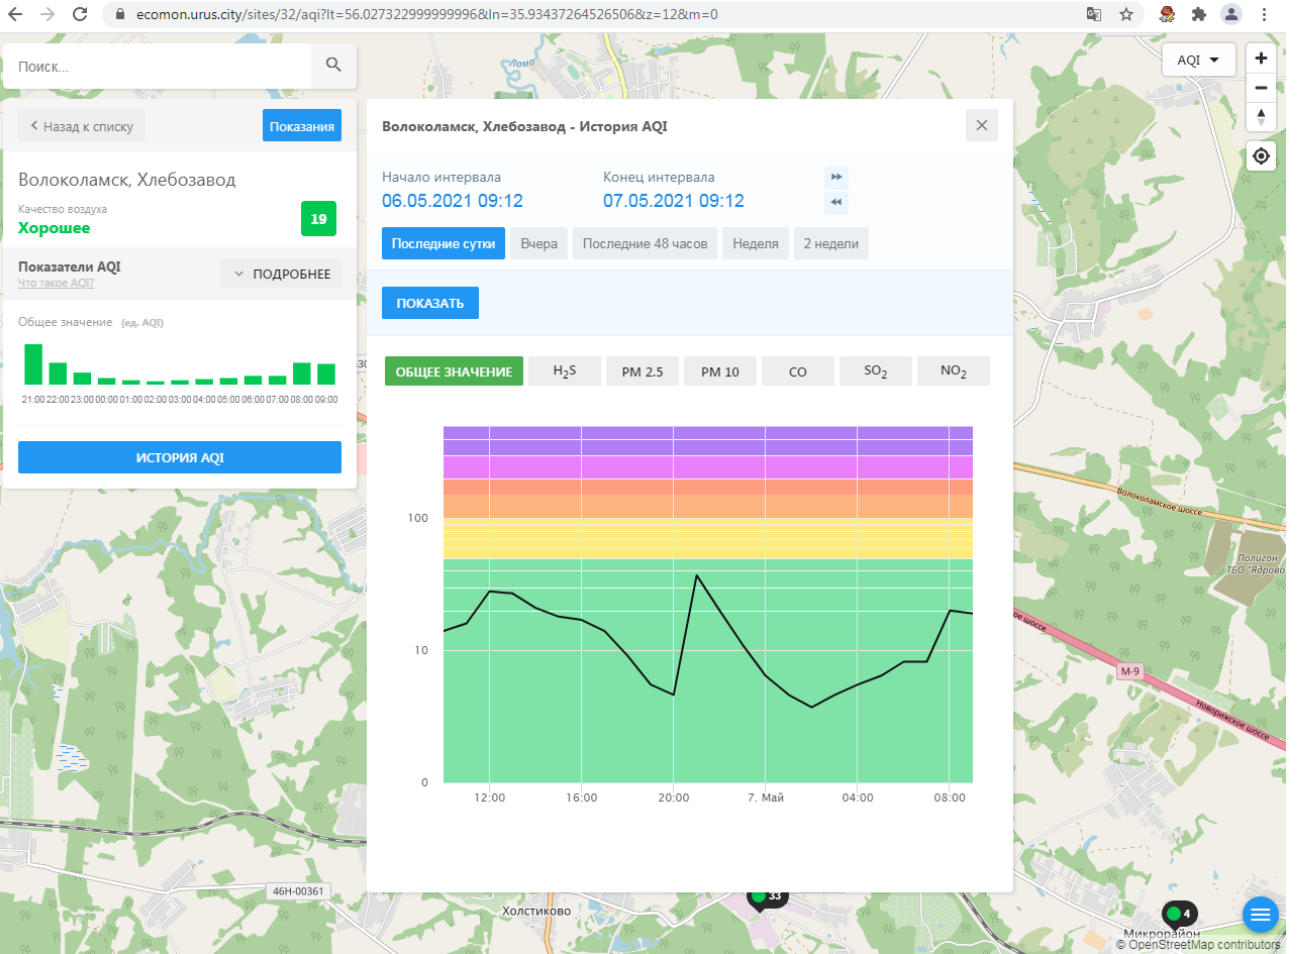 ecomon.urus.city/sites/32/aqi?lt=56.027322999999996&ln=35.93437264526506&z=12&m=0
Поиск...
AQI
Назад к списку
Показания
Волоколамск, Хлебозавод
Качество воздуха
Хорошее
19
Показатели AQI
Что такое AQI?
ПОДРОБНЕЕ
Общее значение (ед. AQI)
21:00 22:00 23:00 00:00 01:00 02:00 03:00 04:00 05:00 06:00 07:00 08:00 09:00
ИСТОРИЯ AQI
Волоколамск, Хлебозавод - История AQI
Начало интервала
Конец интервала
06.05.2021 09:12
07.05.2021 09:12
Последние сутки
Вчера
Последние 48 часов
Неделя
2 недели
ПОКАЗАТЬ
ОБЩЕЕ ЗНАЧЕНИЕ
H2S
PM 2.5
PM 10
CO
SO2
NO2
100
10
0
12:00
16:00
20:00
7. Май
04:00
08:00
Лома
Волоколамское шоссе
Полигон
ТБО "Ядрово
ое шоссе
М-9
Новорижское шоссе
46Н-00361
Холстиково
33
4
Микрорайон
© OpenStreetMap contributors